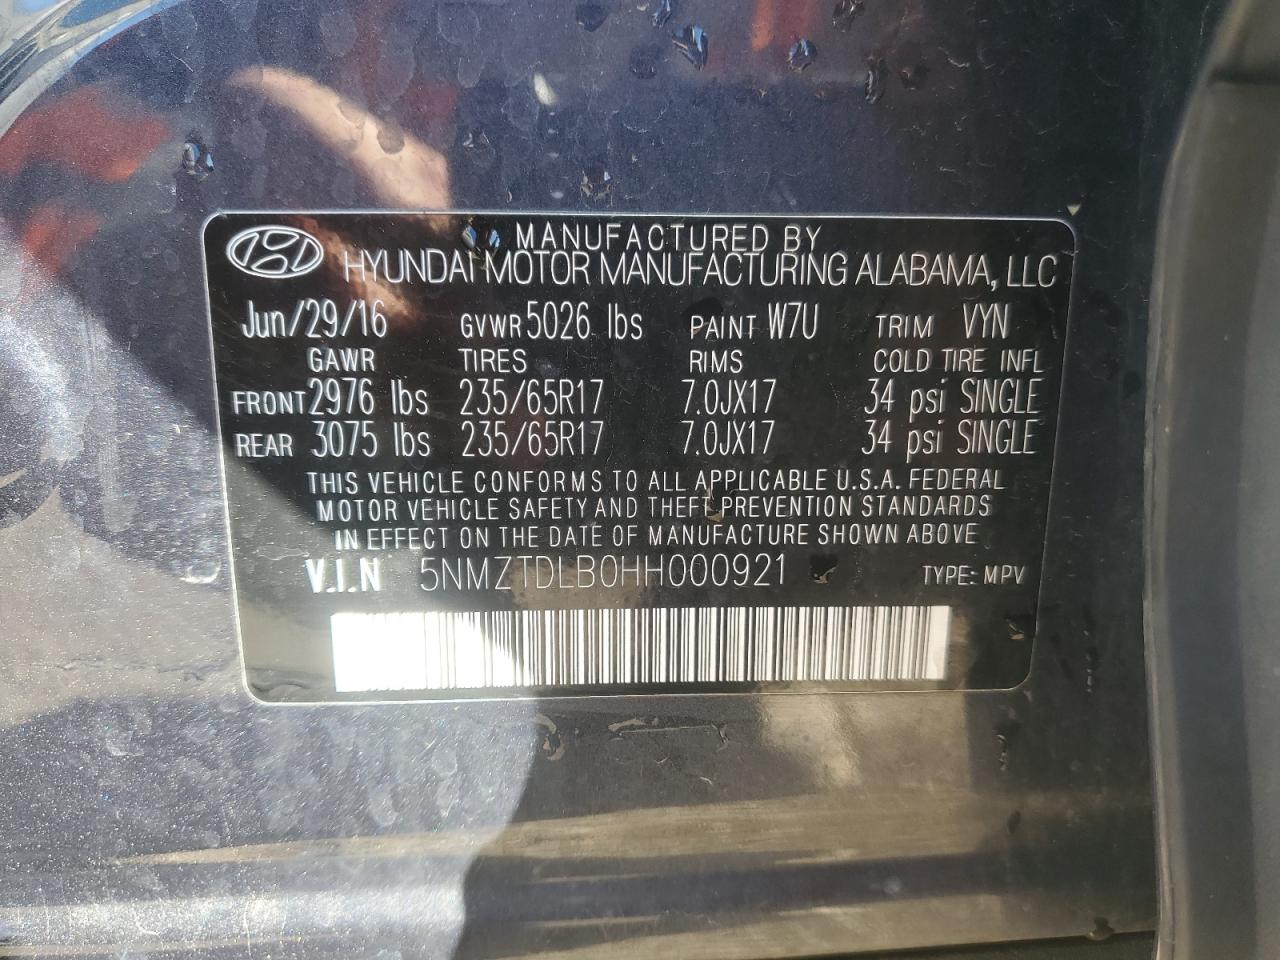 MANUFACTURED BY
HYUNDAI MOTOR MANUFACTURING ALABAMA, LLC
Jun/29/16 GVWR 5026 lbs PAINT W7U TRIM VYN
GAWR TIRES RIMS COLD TIRE INFL
FRONT 2976 lbs 235/65R17 7.0JX17 34 psi SINGLE
REAR 3075 lbs 235/65R17 7.0JX17 34 psi SINGLE
THIS VEHICLE CONFORMS TO ALL APPLICABLE U.S.A. FEDERAL
MOTOR VEHICLE SAFETY AND THEFT PREVENTION STANDARDS
IN EFFECT ON THE DATE OF MANUFACTURE SHOWN ABOVE
V.I.N 5NMZTDLB0HH000921 TYPE: MPV